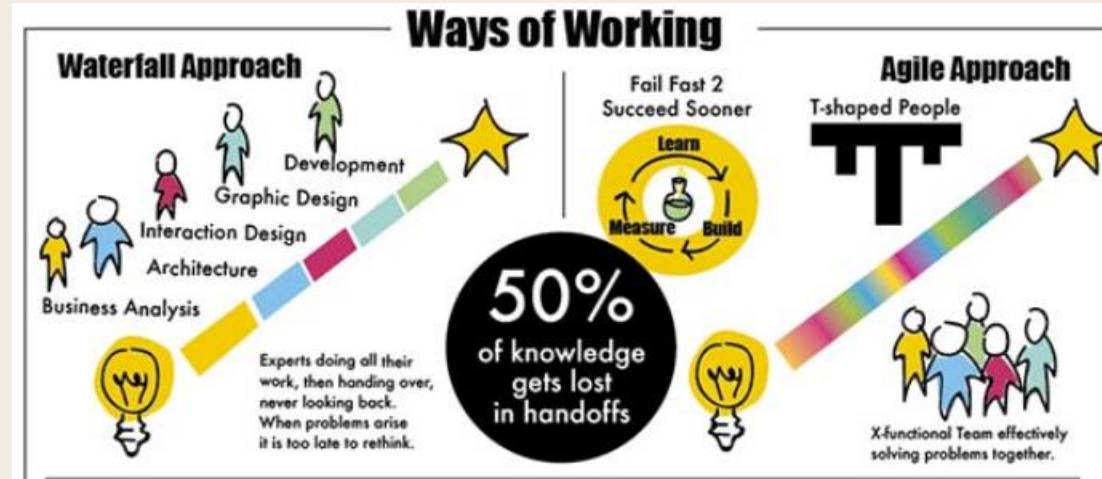 Ways of Working
Waterfall Approach
Development
Graphic Design
Interaction Design
Architecture
Business Analysis
Experts doing all their
work, then handing over,
never looking back.
When problems arise
it is too late to rethink.
50%
of knowledge
gets lost
in handoffs
Fail Fast 2
Succeed Sooner
Learn
Measure
Build
Agile Approach
T-shaped People
X-functional Team effectively
solving problems together.